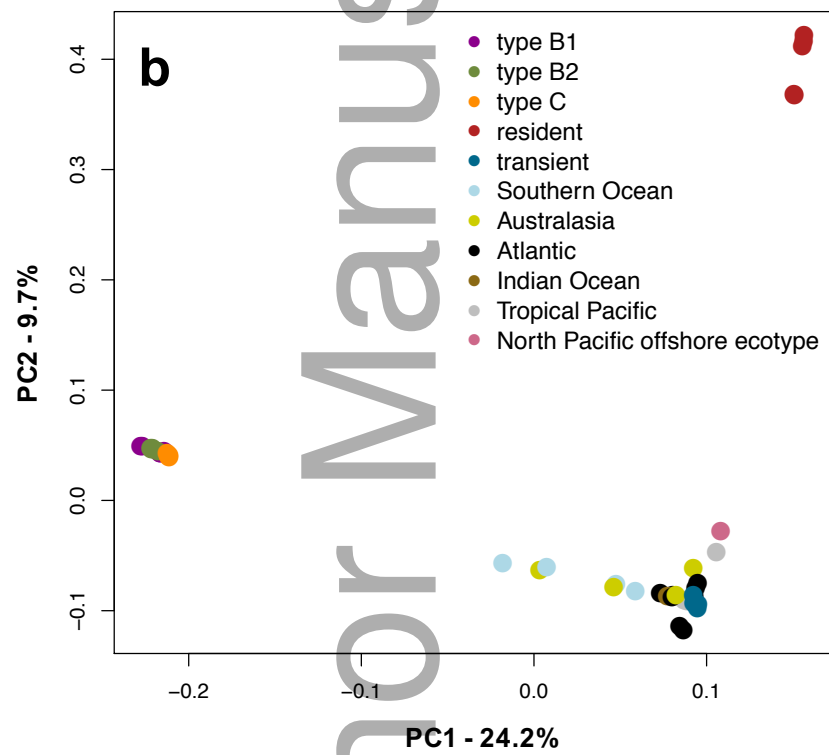 b
type B1
type B2
type C
resident
transient
Southern Ocean
Australasia
Atlantic
Indian Ocean
Tropical Pacific
North Pacific offshore ecotype
PC2 - 9.7%
0.4
0.3
0.2
0.1
0.0
−0.1
−0.2
−0.1
0.0
0.1
PC1 - 24.2%
hor Manus